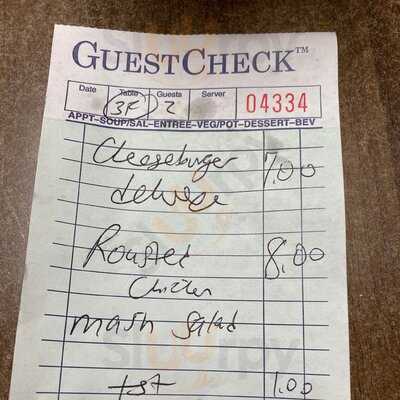 GUESTCHECK™
Date Table Guests Server
3F 2 04334
APPT-SOUP/SAL-ENTREE-VEG/POT-DESSERT-BEV
Cheeseburger 7.00
deluxe
Roasted 8.00
Chicken
mash salad
tst 1.00